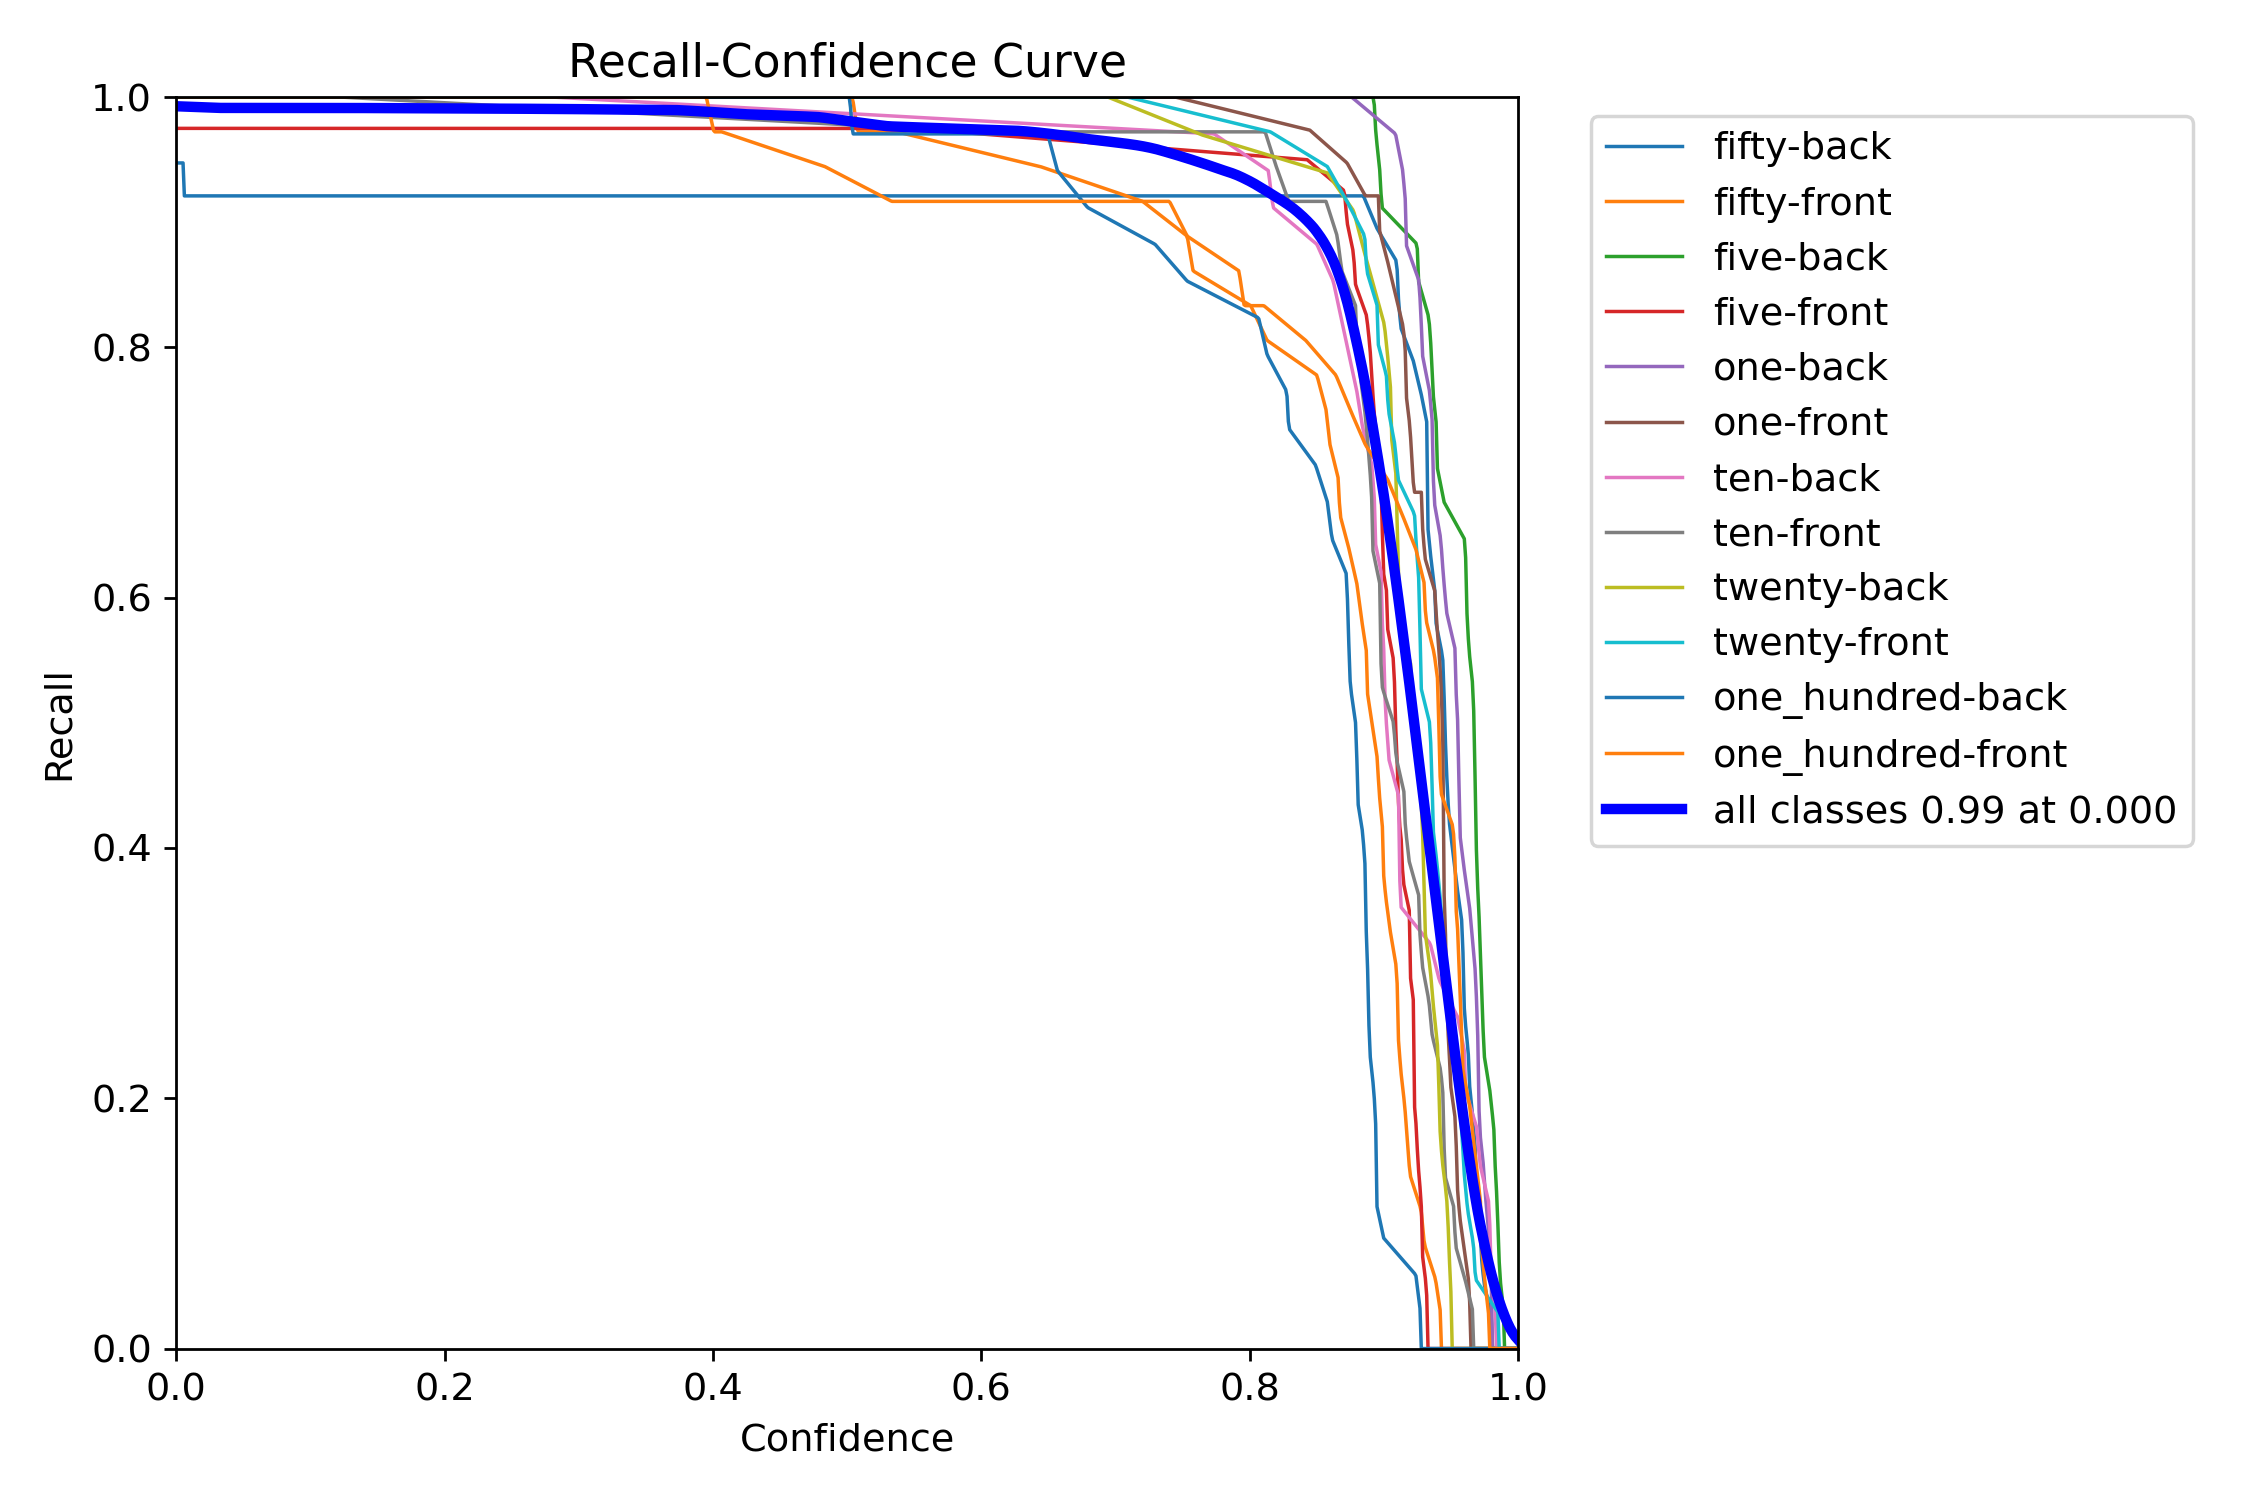 Recall-Confidence Curve
1.0
0.8
0.6
0.4
0.2
0.0
Recall
0.0 0.2 0.4 0.6 0.8 1.0
Confidence
fifty-back
fifty-front
five-back
five-front
one-back
one-front
ten-back
ten-front
twenty-back
twenty-front
one_hundred-back
one_hundred-front
all classes 0.99 at 0.000